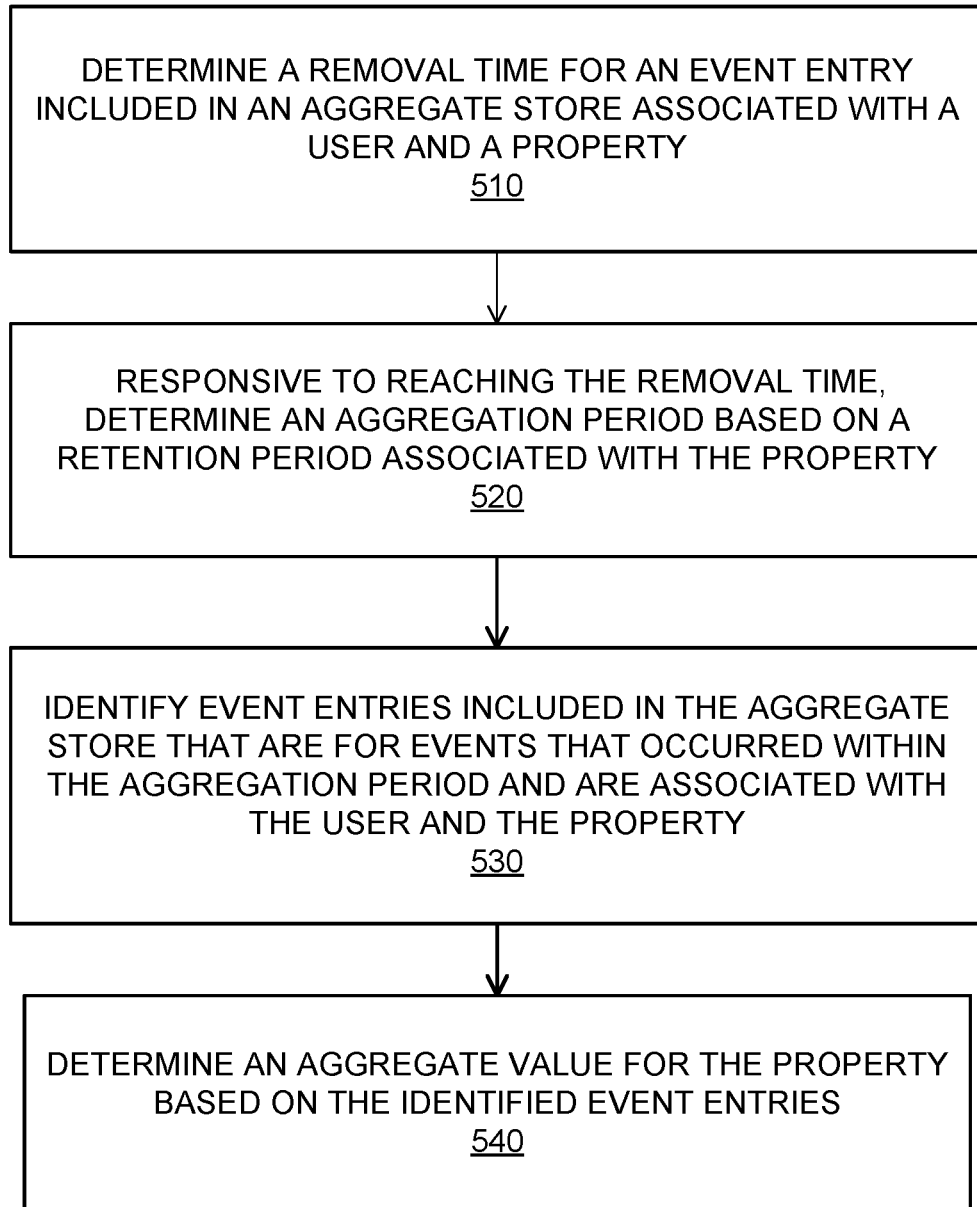 DETERMINE A REMOVAL TIME FOR AN EVENT ENTRY
INCLUDED IN AN AGGREGATE STORE ASSOCIATED WITH A
USER AND A PROPERTY
510
RESPONSIVE TO REACHING THE REMOVAL TIME,
DETERMINE AN AGGREGATION PERIOD BASED ON A
RETENTION PERIOD ASSOCIATED WITH THE PROPERTY
520
IDENTIFY EVENT ENTRIES INCLUDED IN THE AGGREGATE
STORE THAT ARE FOR EVENTS THAT OCCURRED WITHIN
THE AGGREGATION PERIOD AND ARE ASSOCIATED WITH
THE USER AND THE PROPERTY
530
DETERMINE AN AGGREGATE VALUE FOR THE PROPERTY
BASED ON THE IDENTIFIED EVENT ENTRIES
540